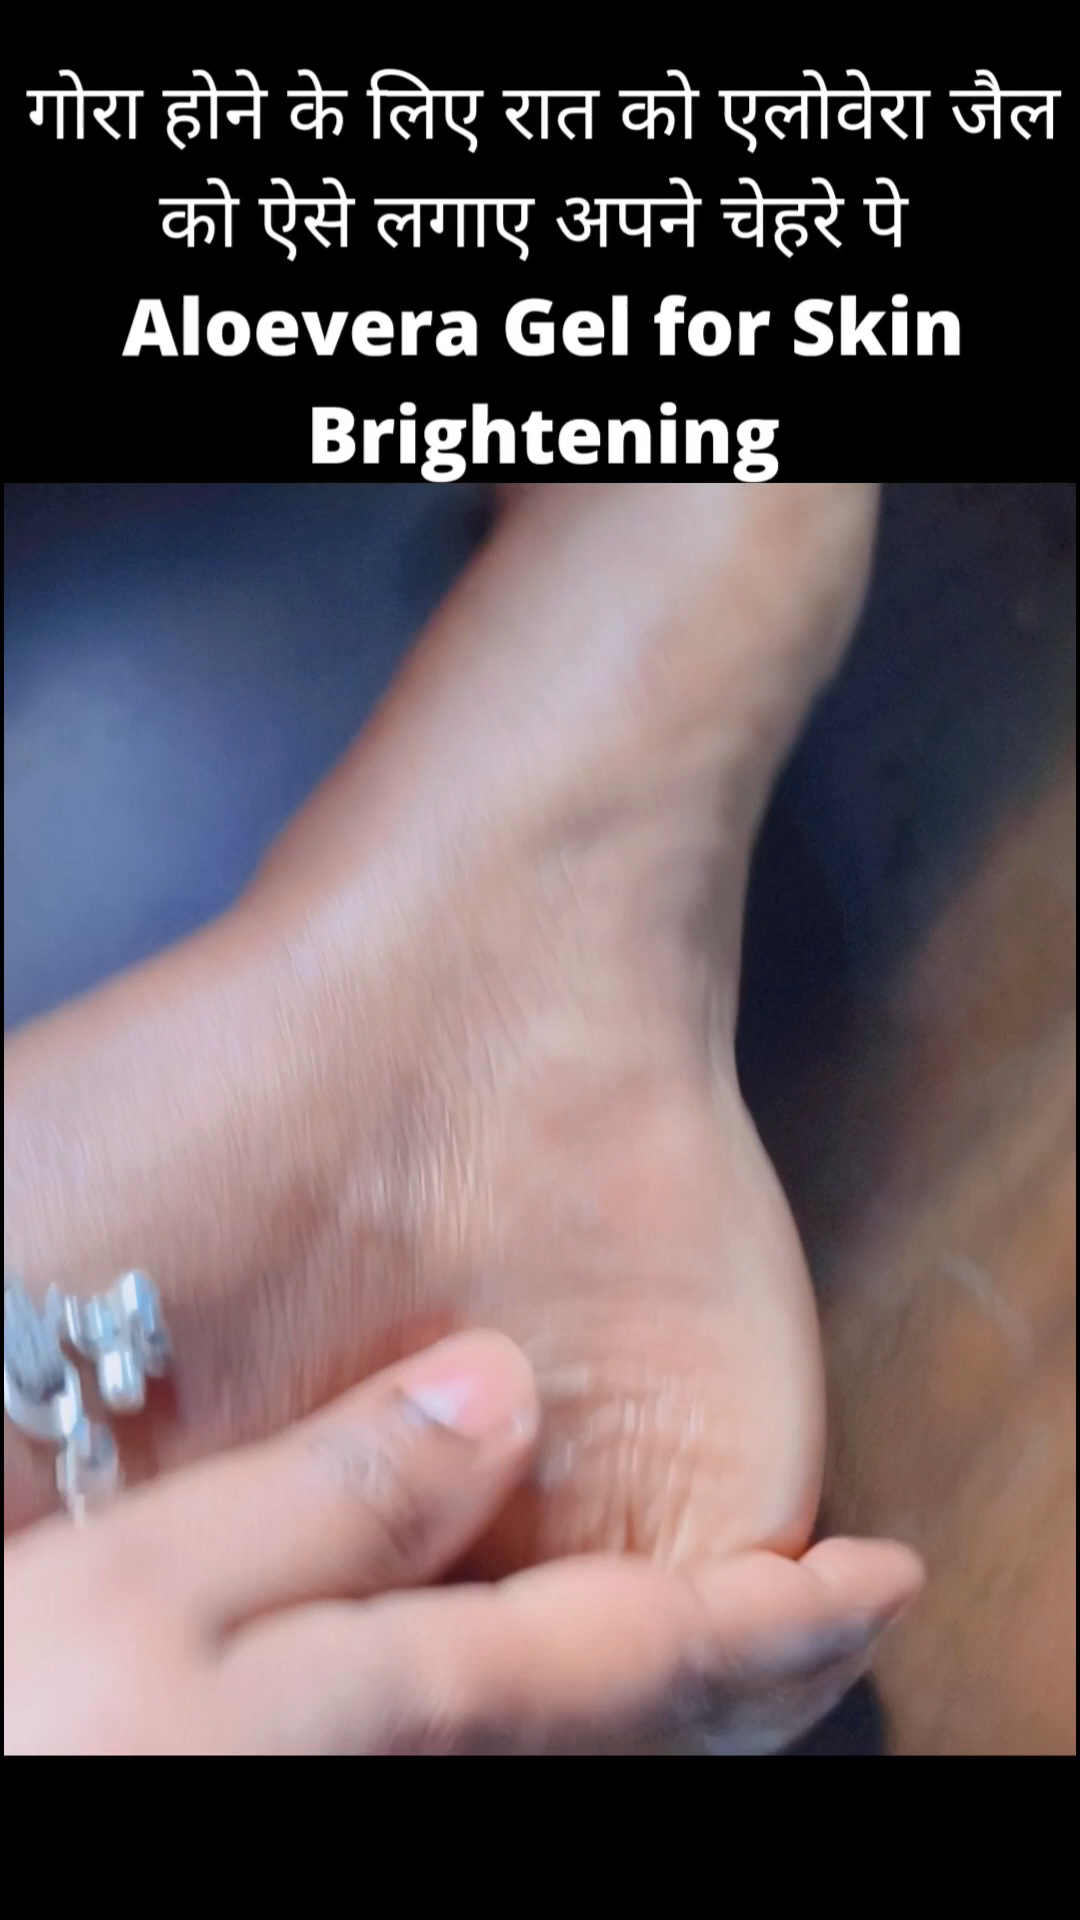 गोरा होने के लिए रात को एलोवेरा जैल
को ऐसे लगाए अपने चेहरे पे
Aloevera Gel for Skin
Brightening